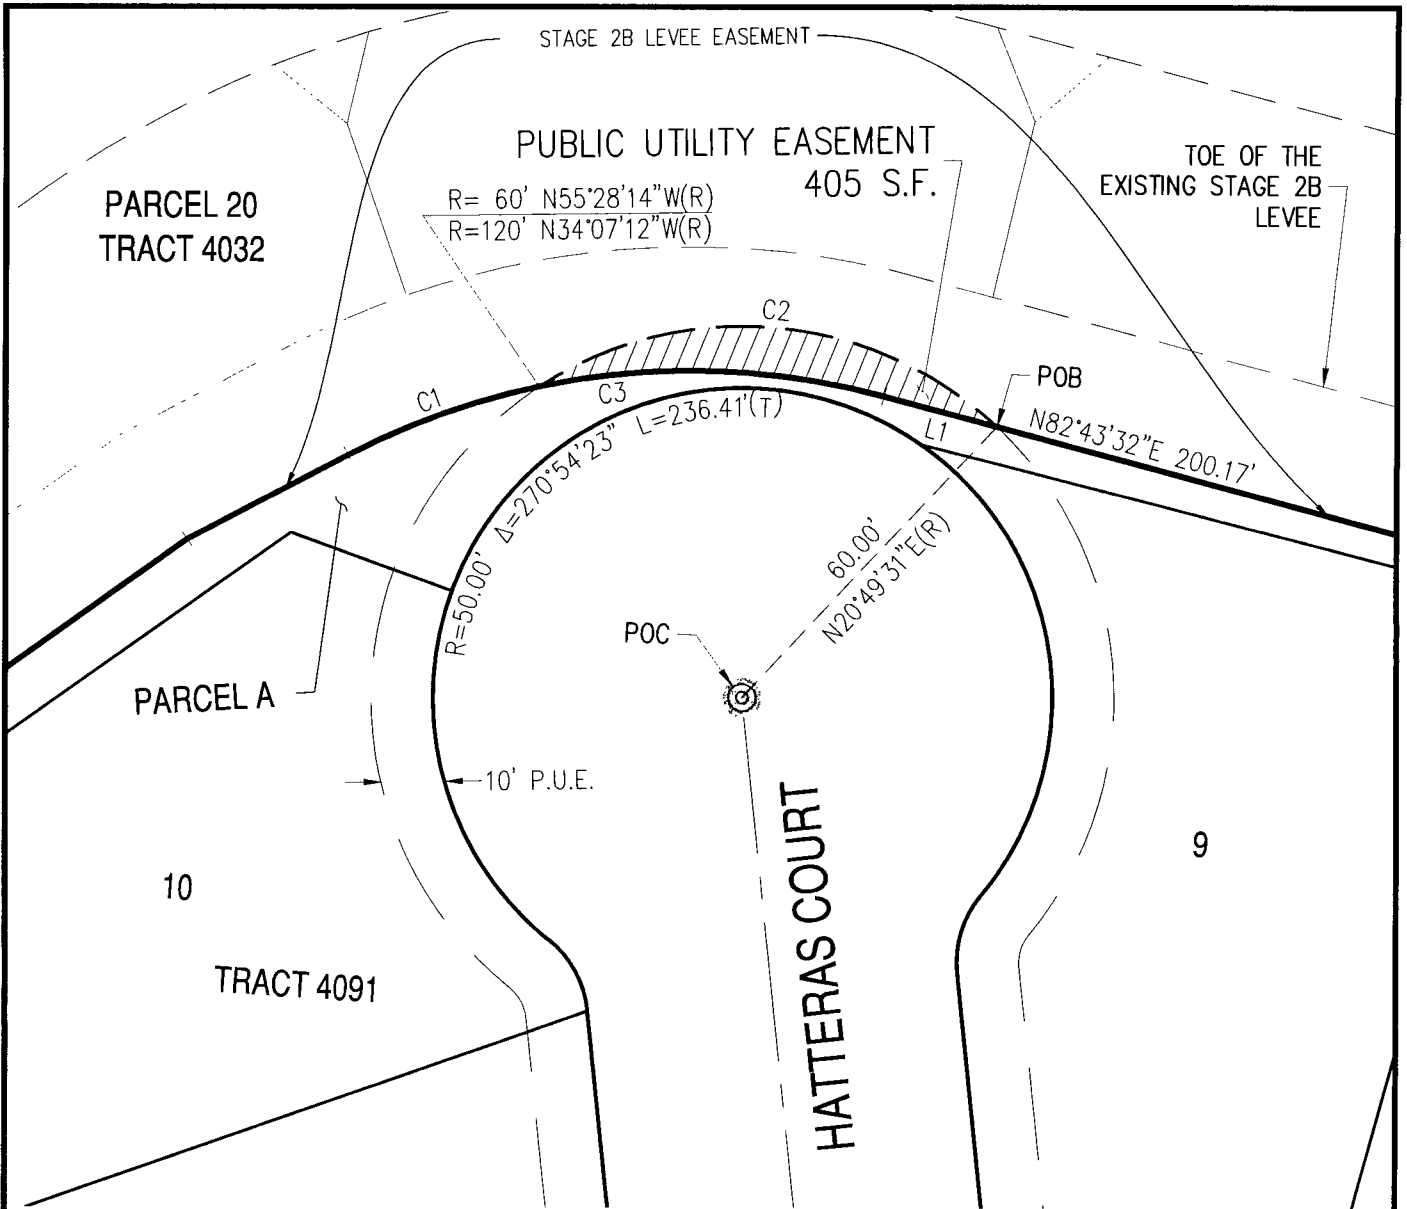 STAGE 2B LEVEE EASEMENT
PUBLIC UTILITY EASEMENT
405 S.F.
TOE OF THE
EXISTING STAGE 2B
LEVEE
PARCEL 20
TRACT 4032
R= 60' N55°28'14"W(R)
R=120' N34°07'12"W(R)
C2
C1
C3
POB
L1
N82°43'32"E 200.17'
R=50.00' Δ=270°54'23" L=236.41'(T)
60.00'
N20°49'31"E(R)
POC
PARCEL A
10' P.U.E.
HATTERAS COURT
9
10
TRACT 4091